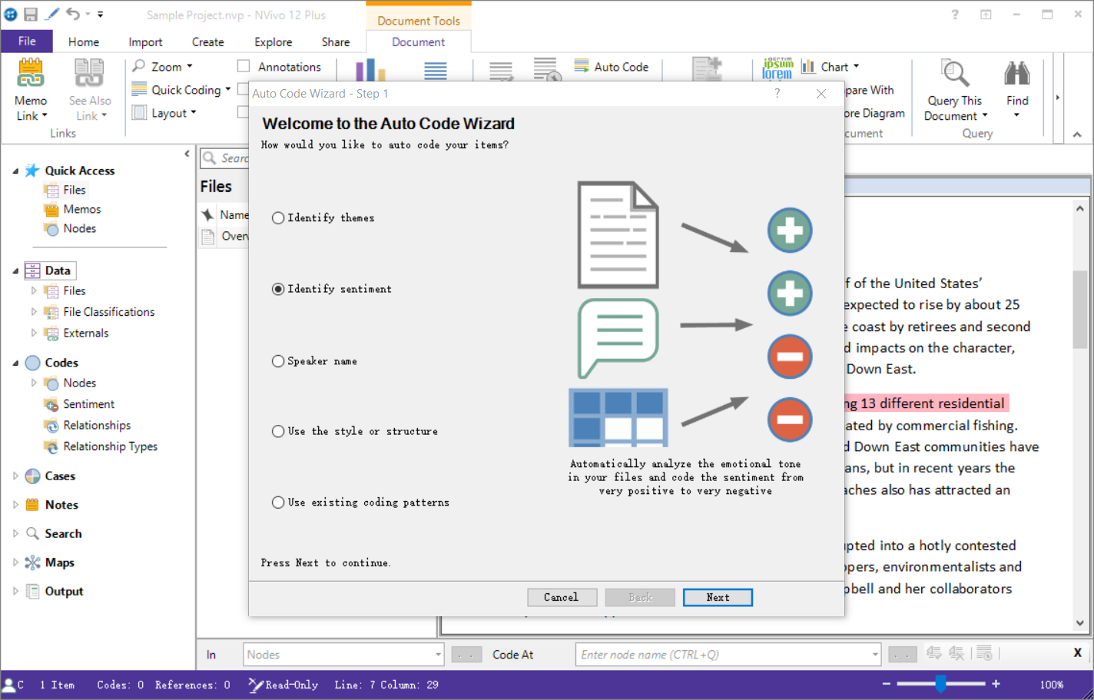 Sample Project.nvp - NVivo 12 Plus
Document Tools
File
Home
Import
Create
Explore
Share
Document
Memo
Link
See Also
Link
Links
Zoom
Quick Coding
Layout
Annotations
Auto Code
ipsum
lorem
Chart
pare With
ore Diagram
cument
Query This
Document
Find
Query
Quick Access
Files
Memos
Nodes
Data
Files
File Classifications
Externals
Codes
Nodes
Sentiment
Relationships
Relationship Types
Cases
Notes
Search
Maps
Output
Files
Name
Auto Code Wizard - Step 1
?
Welcome to the Auto Code Wizard
How would you like to auto code your items?
Identify themes
Identify sentiment
Speaker name
Use the style or structure
Use existing coding patterns
Automatically analyze the emotional tone
in your files and code the sentiment from
very positive to very negative
Press Next to continue.
Cancel
Back
Next
f of the United States’
expected to rise by about 25
e coast by retirees and second
d impacts on the character,
Down East.
ng 13 different residential
ated by commercial fishing.
d Down East communities have
ans, but in recent years the
aches also has attracted an
upted into a hotly contested
opers, environmentalists and
pbell and her collaborators
In
Nodes
Code At
Enter node name (CTRL+Q)
X
C
1 Item
Codes: 0
References: 0
Read-Only
Line: 7 Column: 29
100%